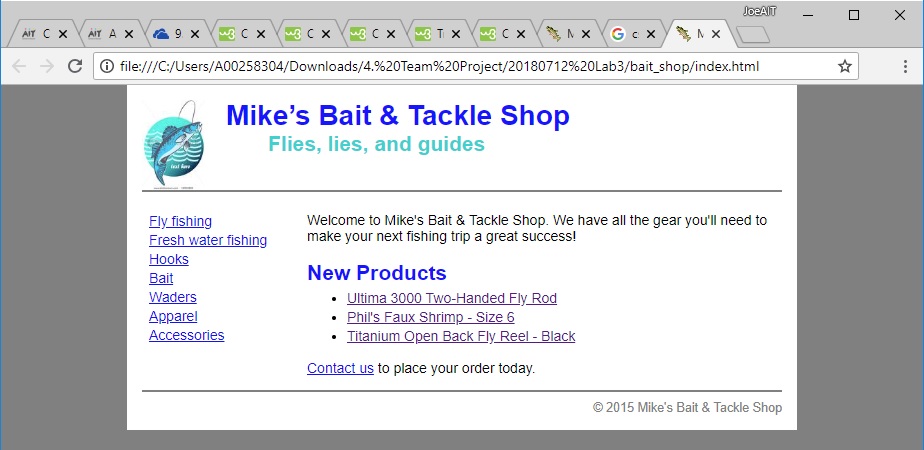 JoeAIT
C
A
9
C
C
C
T
C
M
c
M
file:///C:/Users/A00258304/Downloads/4.%20Team%20Project/20180712%20Lab3/bait_shop/index.html
Mike’s Bait & Tackle Shop
Flies, lies, and guides
text here
Fly fishing
Fresh water fishing
Hooks
Bait
Waders
Apparel
Accessories
Welcome to Mike's Bait & Tackle Shop. We have all the gear you'll need to
make your next fishing trip a great success!
New Products
Ultima 3000 Two-Handed Fly Rod
Phil's Faux Shrimp - Size 6
Titanium Open Back Fly Reel - Black
Contact us to place your order today.
© 2015 Mike's Bait & Tackle Shop